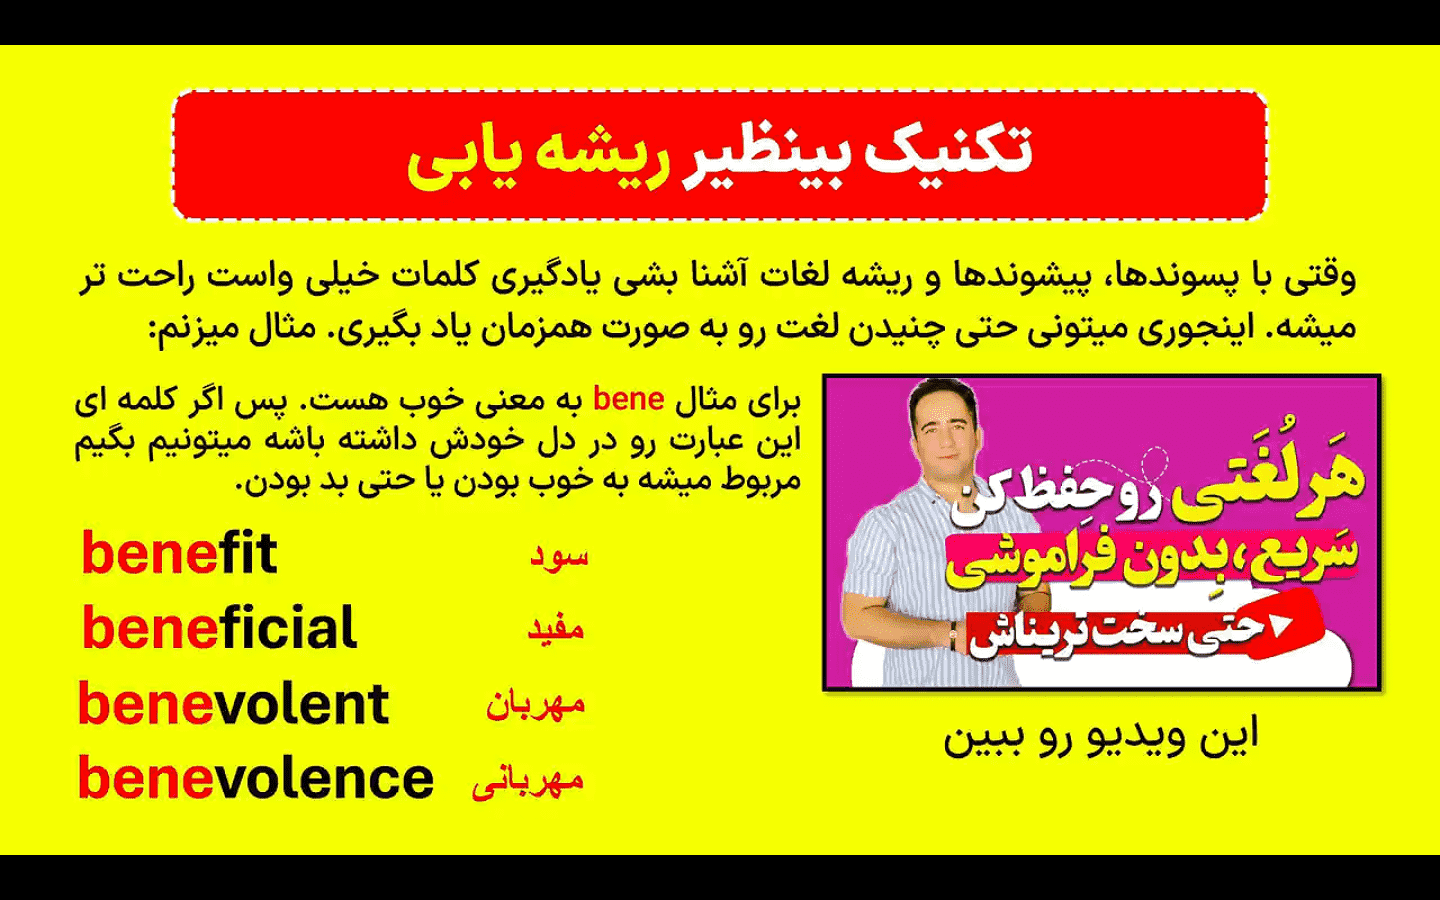 تکنیک بینظیر ریشه یابی
وقتی با پسوندها، پیشوندها و ریشه لغات آشنا بشی یادگیری کلمات خیلی واست راحت تر
میشه. اینجوری میتونی حتی چنیدن لغت رو به صورت همزمان یاد بگیری. مثال میزنم:
برای مثال bene به معنی خوب هست. پس اگر کلمه ای
این عبارت رو در دل خودش داشته باشه میتونیم بگیم
مربوط میشه به خوب بودن یا حتی بد بودن.
benefit سود
beneficial مفید
benevolent مهربان
benevolence مهربانی
هَر لُغَتی رو حِفظ کن
سَریع، بِدون فَراموشی
حتی سخت تریناش
این ویدیو رو ببین